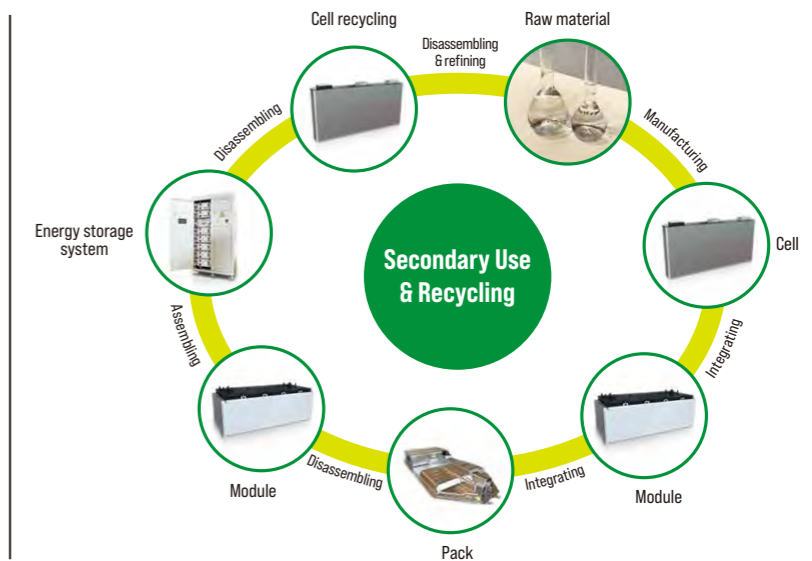 Cell recycling
Disassembling
& refining
Raw material
Manufacturing
Cell
Integrating
Module
Integrating
Pack
Disassembling
Module
Assembling
Energy storage
system
Disassembling
Secondary Use
& Recycling